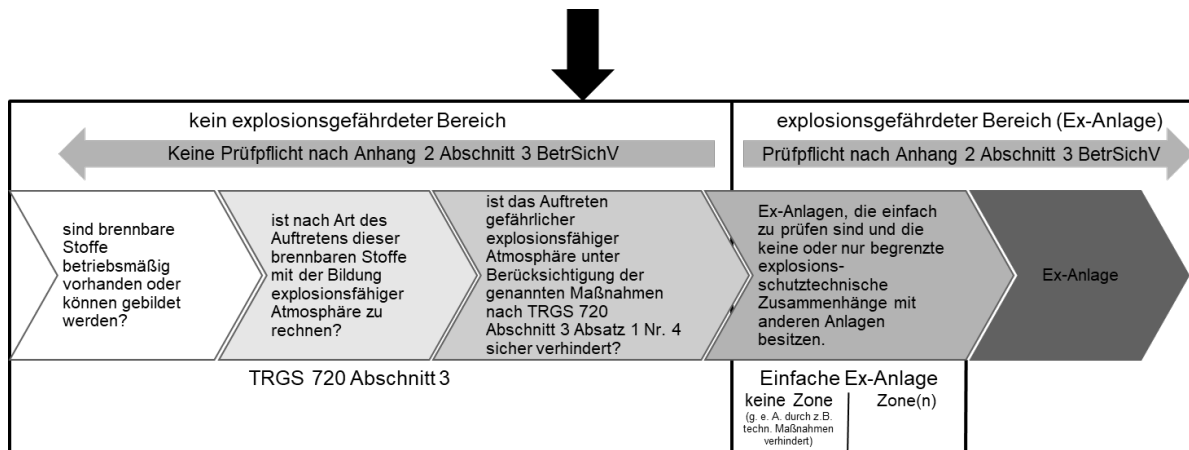 kein explosionsgefährdeter Bereich
explosionsgefährdeter Bereich (Ex-Anlage)
Keine Prüfpflicht nach Anhang 2 Abschnitt 3 BetrSichV
Prüfpflicht nach Anhang 2 Abschnitt 3 BetrSichV
sind brennbare
Stoffe
betriebsmäßig
vorhanden oder
können gebildet
werden?
ist nach Art des
Auftretens dieser
brennbaren Stoffe
mit der Bildung
explosionsfähiger
Atmosphäre zu
rechnen?
ist das Auftreten
gefährlicher
explosionsfähiger
Atmosphäre unter
Berücksichtigung der
genannten Maßnahmen
nach TRGS 720
Abschnitt 3 Absatz 1 Nr. 4
sicher verhindert?
Ex-Anlagen, die einfach
zu prüfen sind und die
keine oder nur begrenzte
explosions-
schutztechnische
Zusammenhänge mit
anderen Anlagen
besitzen.
Ex-Anlage
TRGS 720 Abschnitt 3
Einfache Ex-Anlage
keine Zone
(g. e. A. durch z.B.
techn. Maßnahmen
verhindert)
Zone(n)